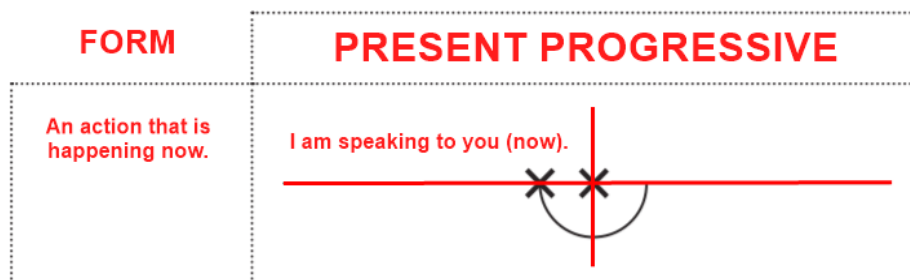 FORM
PRESENT PROGRESSIVE
An action that is
happening now.
I am speaking to you (now).